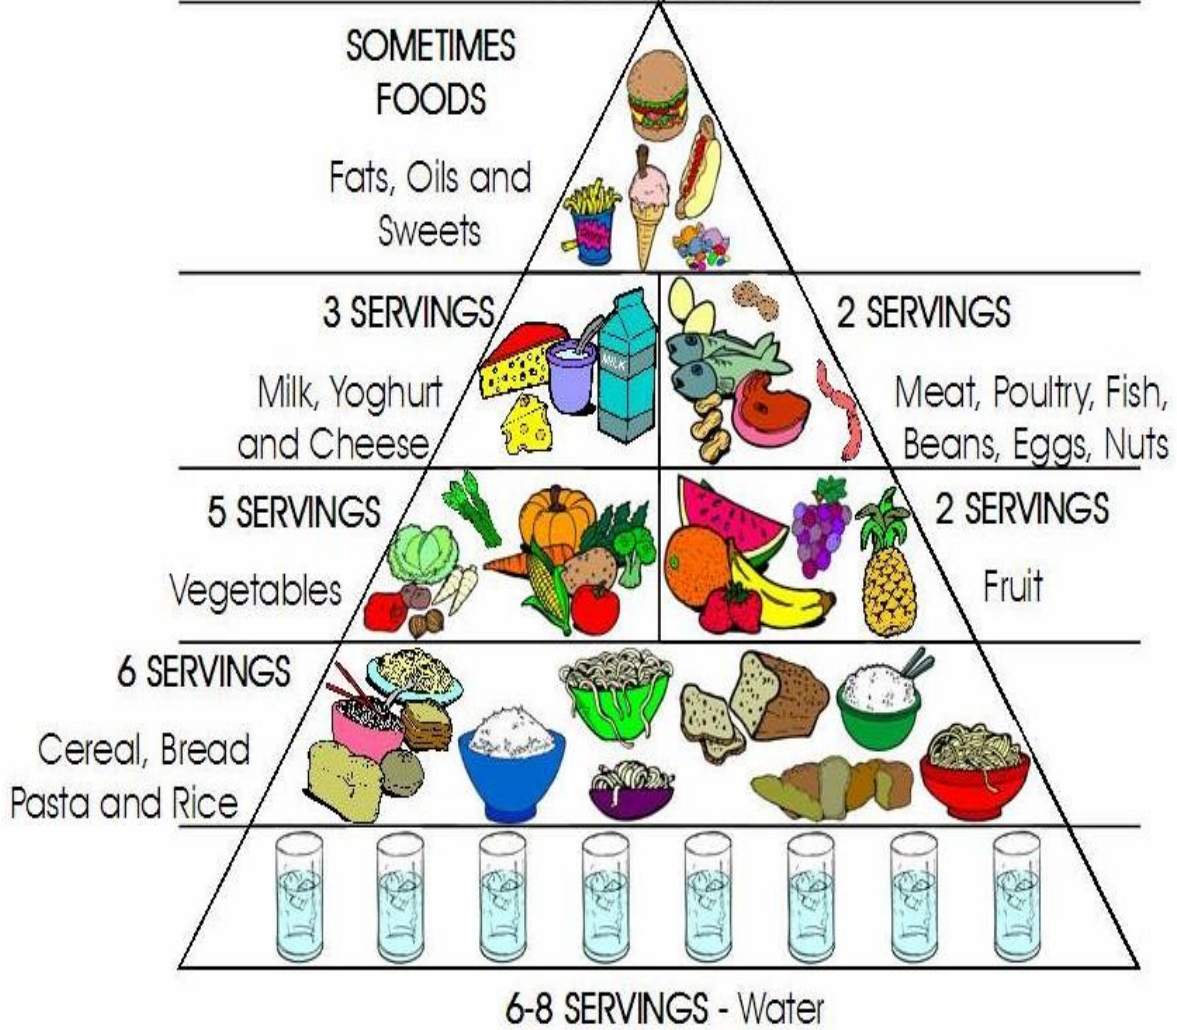 SOMETIMES
FOODS
Fats, Oils and
Sweets
3 SERVINGS
Milk, Yoghurt
and Cheese
MILK
2 SERVINGS
Meat, Poultry, Fish,
Beans, Eggs, Nuts
5 SERVINGS
Vegetables
2 SERVINGS
Fruit
6 SERVINGS
Cereal, Bread
Pasta and Rice
6-8 SERVINGS - Water